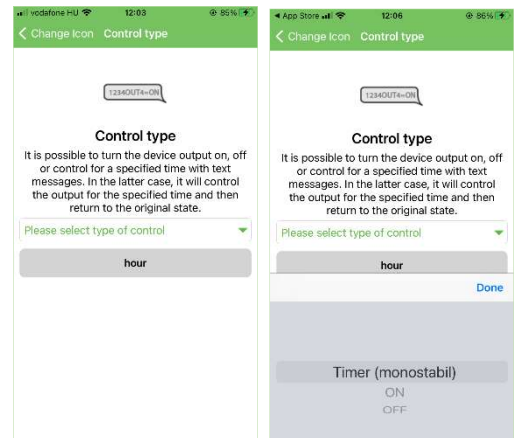 vodafone HU 12:03 85%
Change Icon Control type
1234OUT4=ON
Control type
It is possible to turn the device output on, off
or control for a specified time with text
messages. In the latter case, it will control
the output for the specified time and then
return to the original state.
Please select type of control
hour
App Store 12:06 86%
Change Icon Control type
1234OUT4=ON
Control type
It is possible to turn the device output on, off
or control for a specified time with text
messages. In the latter case, it will control
the output for the specified time and then
return to the original state.
Please select type of control
hour
Done
Timer (monostabil)
ON
OFF